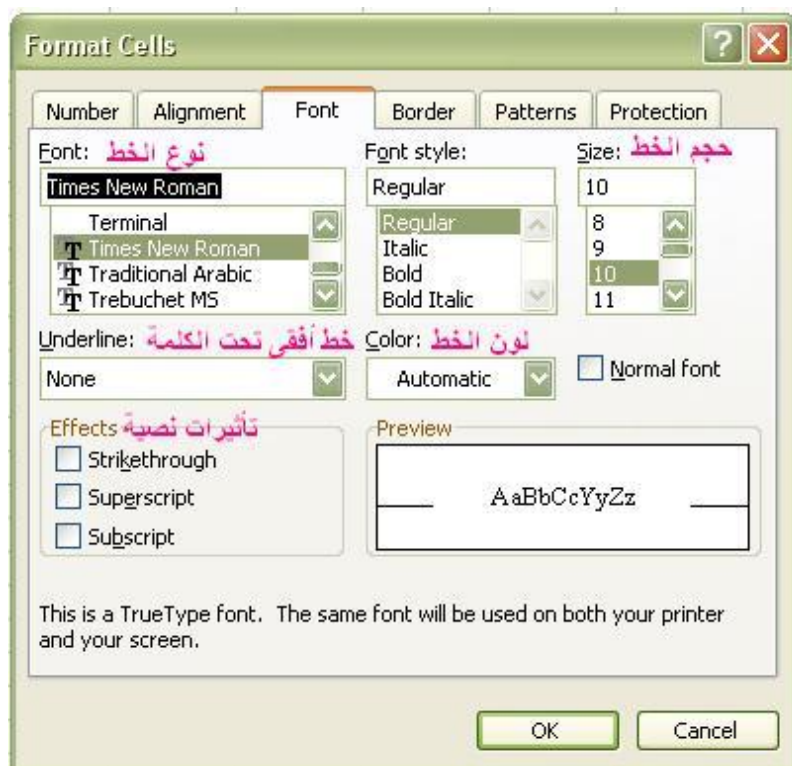 Format Cells
Number Alignment Font Border Patterns Protection
Font: نوع الخط Font style: Size: حجم الخط
Times New Roman Regular 10
Terminal Regular 8
Times New Roman Italic 9
Traditional Arabic Bold 10
Trebuchet MS Bold Italic 11
Underline: خط أفقى تحت الكلمة Color: لون الخط
None Automatic Normal font
Effects تأثيرات نصية Preview
Strikethrough
Superscript AaBbCcYyZz
Subscript
This is a TrueType font. The same font will be used on both your printer
and your screen.
OK Cancel